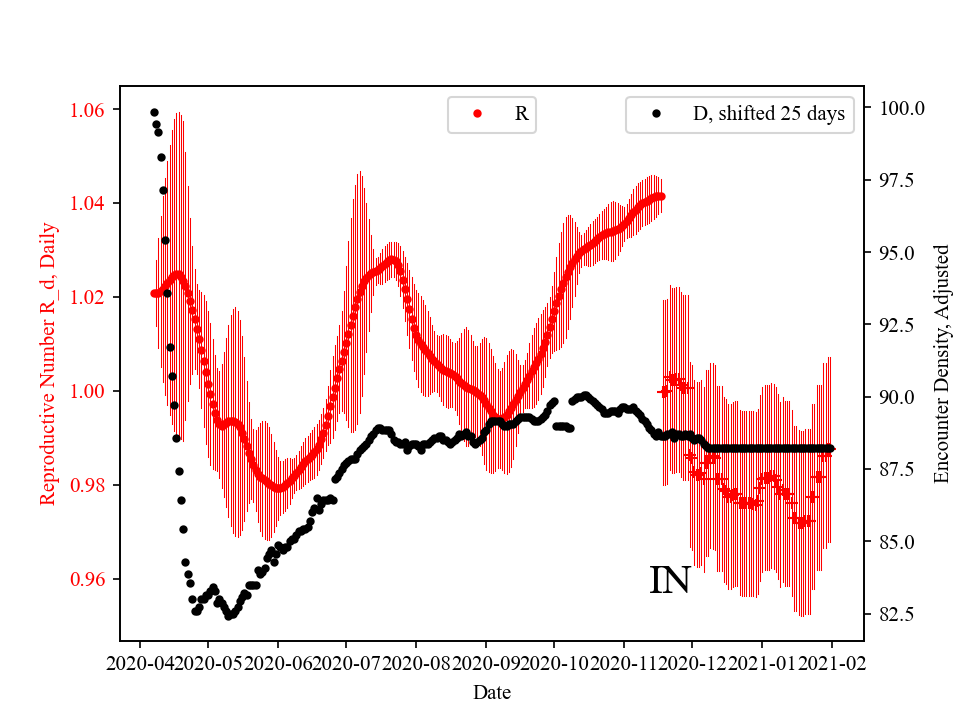 R
D, shifted 25 days
1.06
1.04
1.02
1.00
0.98
0.96
Reproductive Number R_d, Daily
100.0
97.5
95.0
92.5
90.0
87.5
85.0
82.5
Encounter Density, Adjusted
IN
2020-04 2020-05 2020-06 2020-07 2020-08 2020-09 2020-10 2020-11 2020-12 2021-01 2021-02
Date